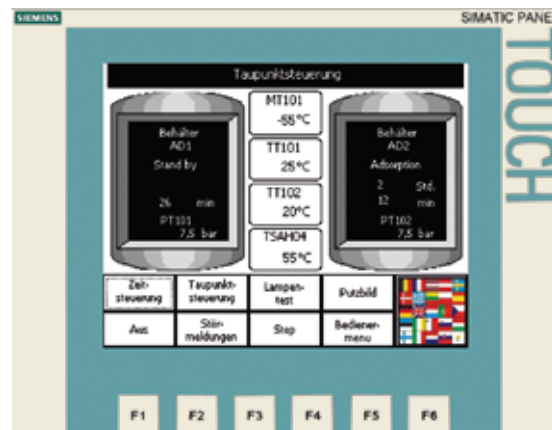 SIEMENS
SIMATIC PANE
TOUCH
Taupunktsteuerung
Behälter
AD1
Stand by
26 min
PT101
7,5 bar
MT101
-55°C
TT101
25°C
TT102
20°C
TSAH04
55°C
Behälter
AD2
Adsorption
2 Std.
12 min
PT102
7,5 bar
Zeit-
steuerung
Taupunkt-
steuerung
Lampen-
test
Putzbild
Aus
Stör-
meldungen
Stop
Bediener-
menu
F1 F2 F3 F4 F5 F6